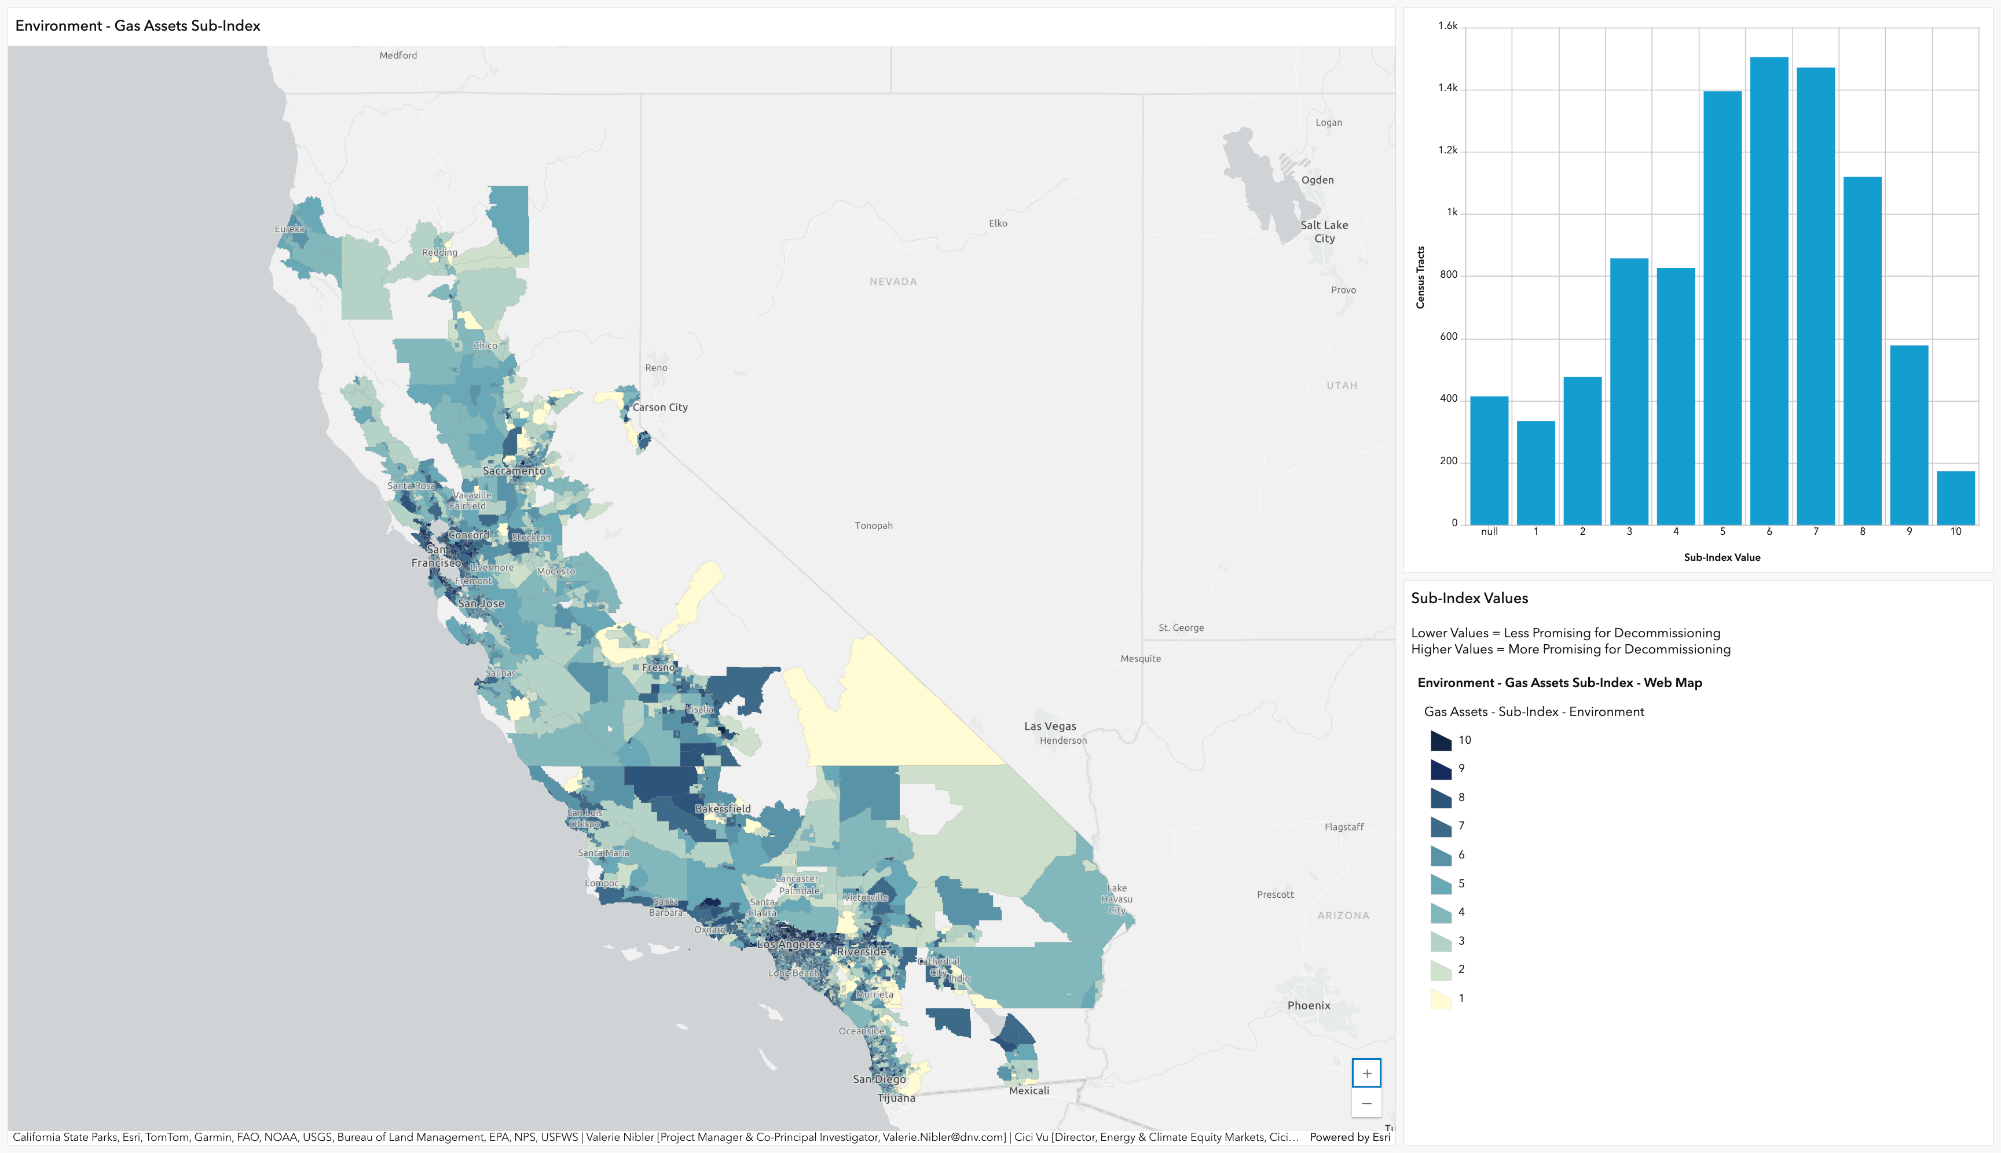 Environment - Gas Assets Sub-Index
Medford
Logan
Ogden
Salt Lake
City
Elko
Eureka
Redding
NEVADA
Provo
Chico
Reno
UTAH
Carson City
Sacramento
Santa Rosa
Vacaville
Fairfield
Tonopah
Concord
Stockton
San
Francisco
Livermore
Modesto
Fremont
San Jose
St. George
Mesquite
Fresno
Salinas
Visalia
Las Vegas
Henderson
Bakersfield
San Luis
Obispo
Flagstaff
Santa Maria
Lancaster
Palmdale
Lompoc
Lake
Havasu
City
Prescott
Victorville
Santa
Barbara
Santa
Clarita
ARIZONA
Oxnard
Los Angeles
Riverside
Cathedral
City
Indio
Long Beach
Murrieta
Phoenix
Oceanside
San Diego
Mexicali
Tijuana
+
−
Tu
California State Parks, Esri, TomTom, Garmin, FAO, NOAA, USGS, Bureau of Land Management, EPA, NPS, USFWS | Valerie Nibler [Project Manager & Co-Principal Investigator, Valerie.Nibler@dnv.com] | Cici Vu [Director, Energy & Climate Equity Markets, Cici... Powered by Esri
1.6k
1.4k
1.2k
1k
800
600
400
200
0
Census Tracts
null 1 2 3 4 5 6 7 8 9 10
Sub-Index Value
Sub-Index Values
Lower Values = Less Promising for Decommissioning
Higher Values = More Promising for Decommissioning
Environment - Gas Assets Sub-Index - Web Map
Gas Assets - Sub-Index - Environment
10
9
8
7
6
5
4
3
2
1